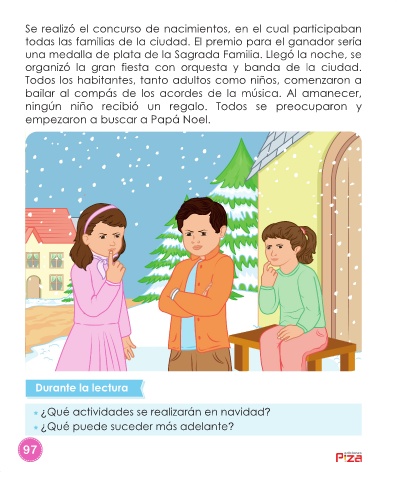 Se realizó el concurso de nacimientos, en el cual participaban
todas las familias de la ciudad. El premio para el ganador sería
una medalla de plata de la Sagrada Familia. Llegó la noche, se
organizó la gran fiesta con orquesta y banda de la ciudad.
Todos los habitantes, tanto adultos como niños, comenzaron a
bailar al compás de los acordes de la música. Al amanecer,
ningún niño recibió un regalo. Todos se preocuparon y
empezaron a buscar a Papá Noel.
Durante la lectura
¿Qué actividades se realizarán en navidad?
¿Qué puede suceder más adelante?
97
Piza